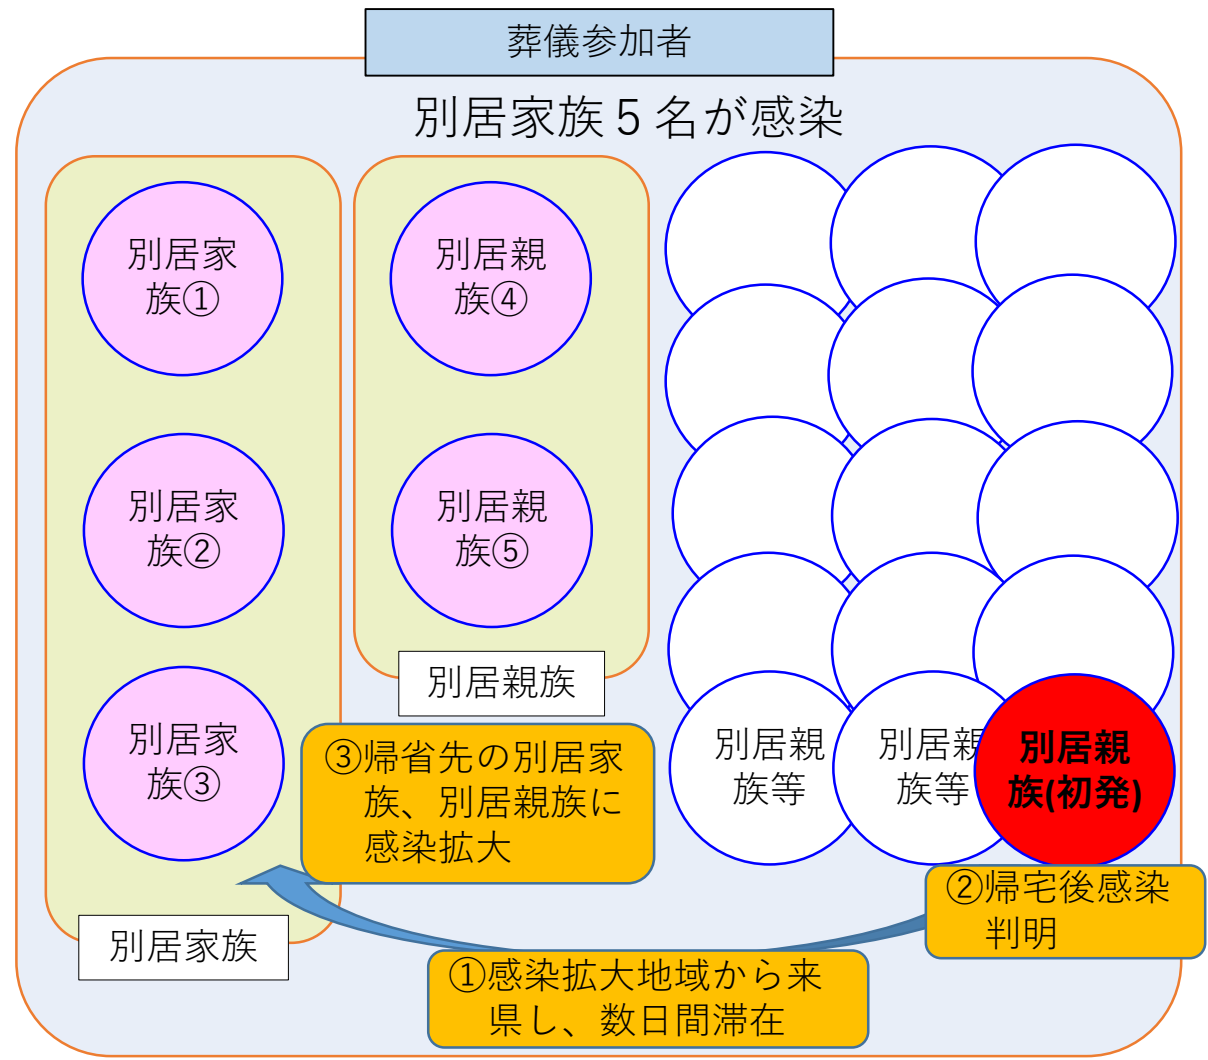 葬儀参加者
別居家族５名が感染
別居家
族①
別居親
族④
別居家
族②
別居親
族⑤
別居親族
別居家
族③
③帰省先の別居家
族、別居親族に
感染拡大
別居親
族等
別居親
族等
別居親
族(初発)
②帰宅後感染
判明
別居家族
①感染拡大地域から来
県し、数日間滞在